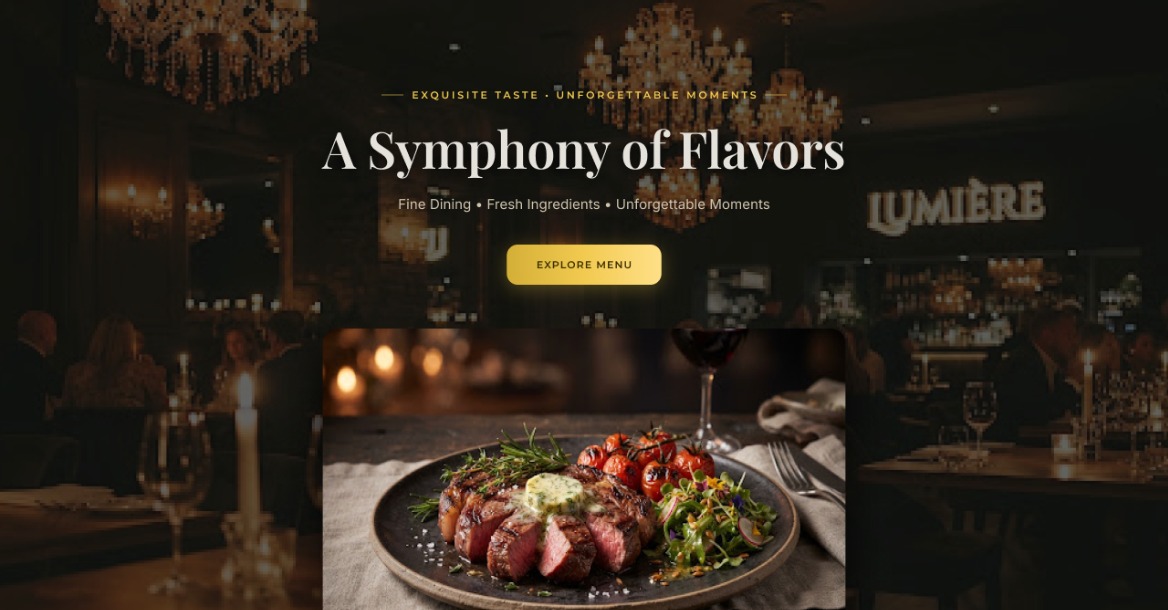 EXQUISITE TASTE • UNFORGETTABLE MOMENTS
A Symphony of Flavors
Fine Dining • Fresh Ingredients • Unforgettable Moments
LUMIÈRE
EXPLORE MENU